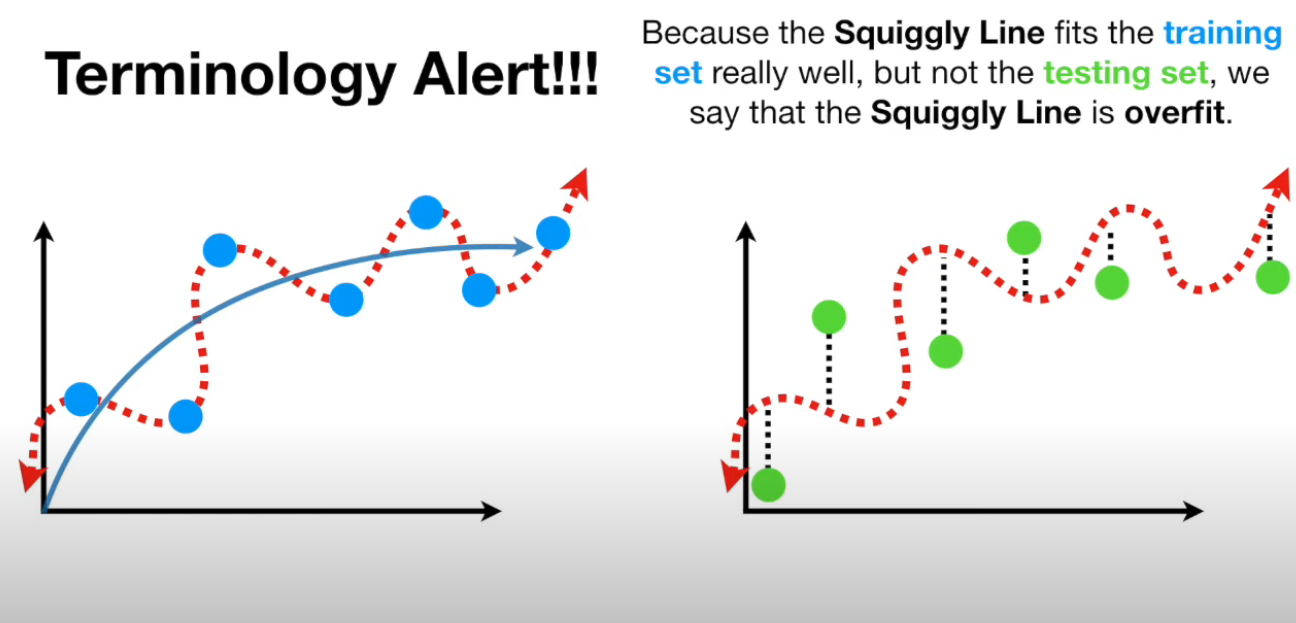 Terminology Alert!!!
Because the Squiggly Line fits the training
set really well, but not the testing set, we
say that the Squiggly Line is overfit.